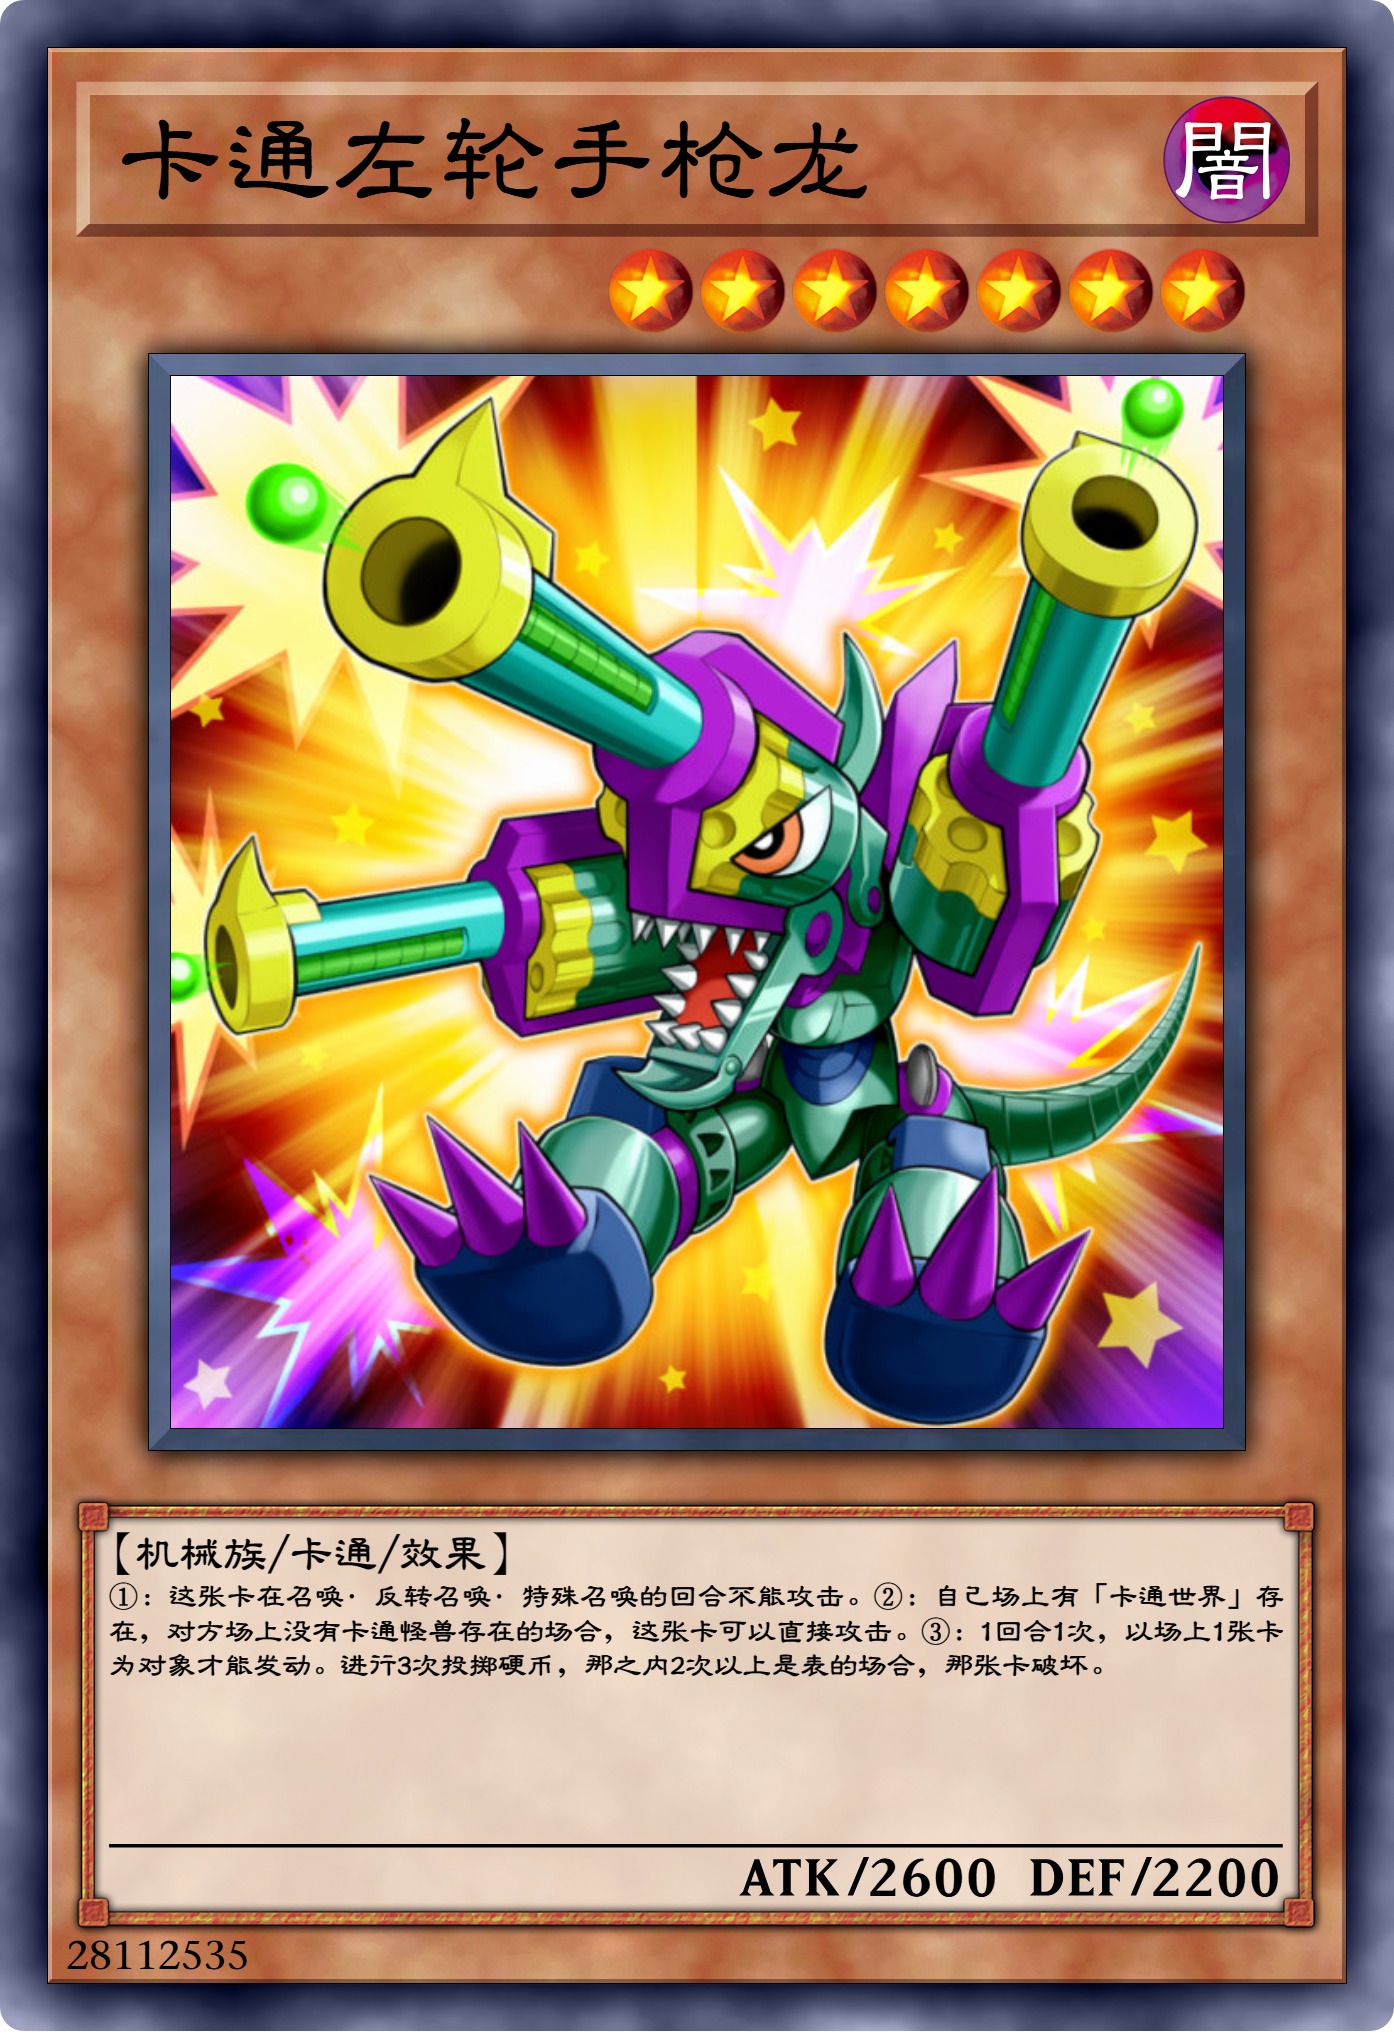 卡通左轮手枪龙
闇
【机械族/卡通/效果】
①：这张卡在召唤·反转召唤·特殊召唤的回合不能攻击。②：自己场上有「卡通世界」存
在，对方场上没有卡通怪兽存在的场合，这张卡可以直接攻击。③：1回合1次，以场上1张卡
为对象才能发动。进行3次投掷硬币，那之内2次以上是表的场合，那张卡破坏。
ATK/2600 DEF/2200
28112535